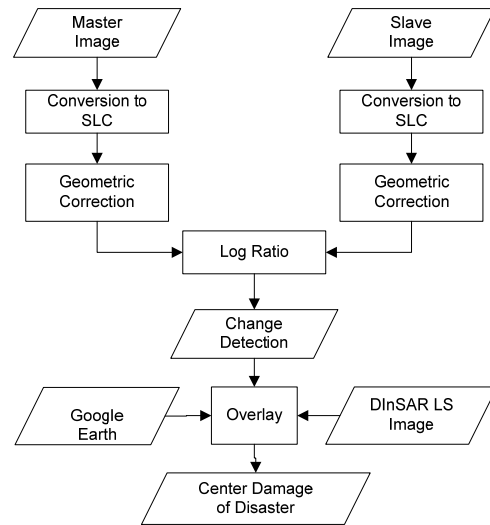 Master
Image
Slave
Image
Conversion to
SLC
Conversion to
SLC
Geometric
Correction
Geometric
Correction
Log Ratio
Change
Detection
Google
Earth
Overlay
DInSAR LS
Image
Center Damage
of Disaster